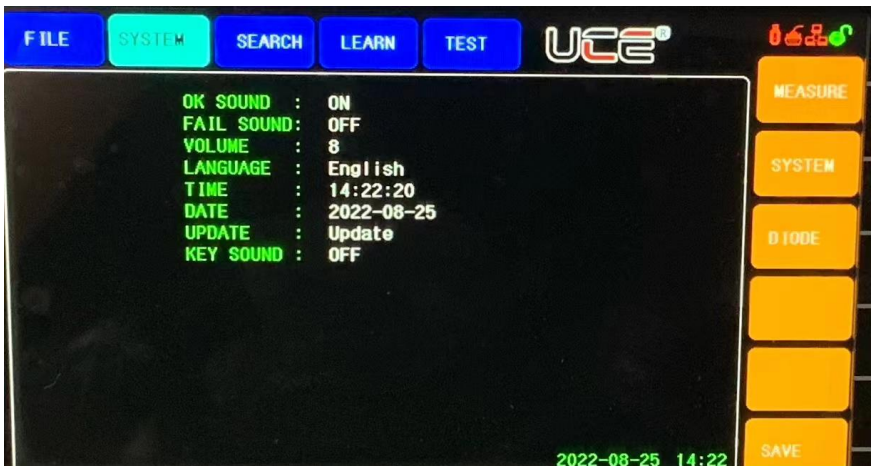 FILE SYSTEM SEARCH LEARN TEST UCE®
OK SOUND : ON
FAIL SOUND: OFF
VOLUME : 8
LANGUAGE : English
TIME : 14:22:20
DATE : 2022-08-25
UPDATE : Update
KEY SOUND : OFF
MEASURE
SYSTEM
DIODE
SAVE
2022-08-25 14:22